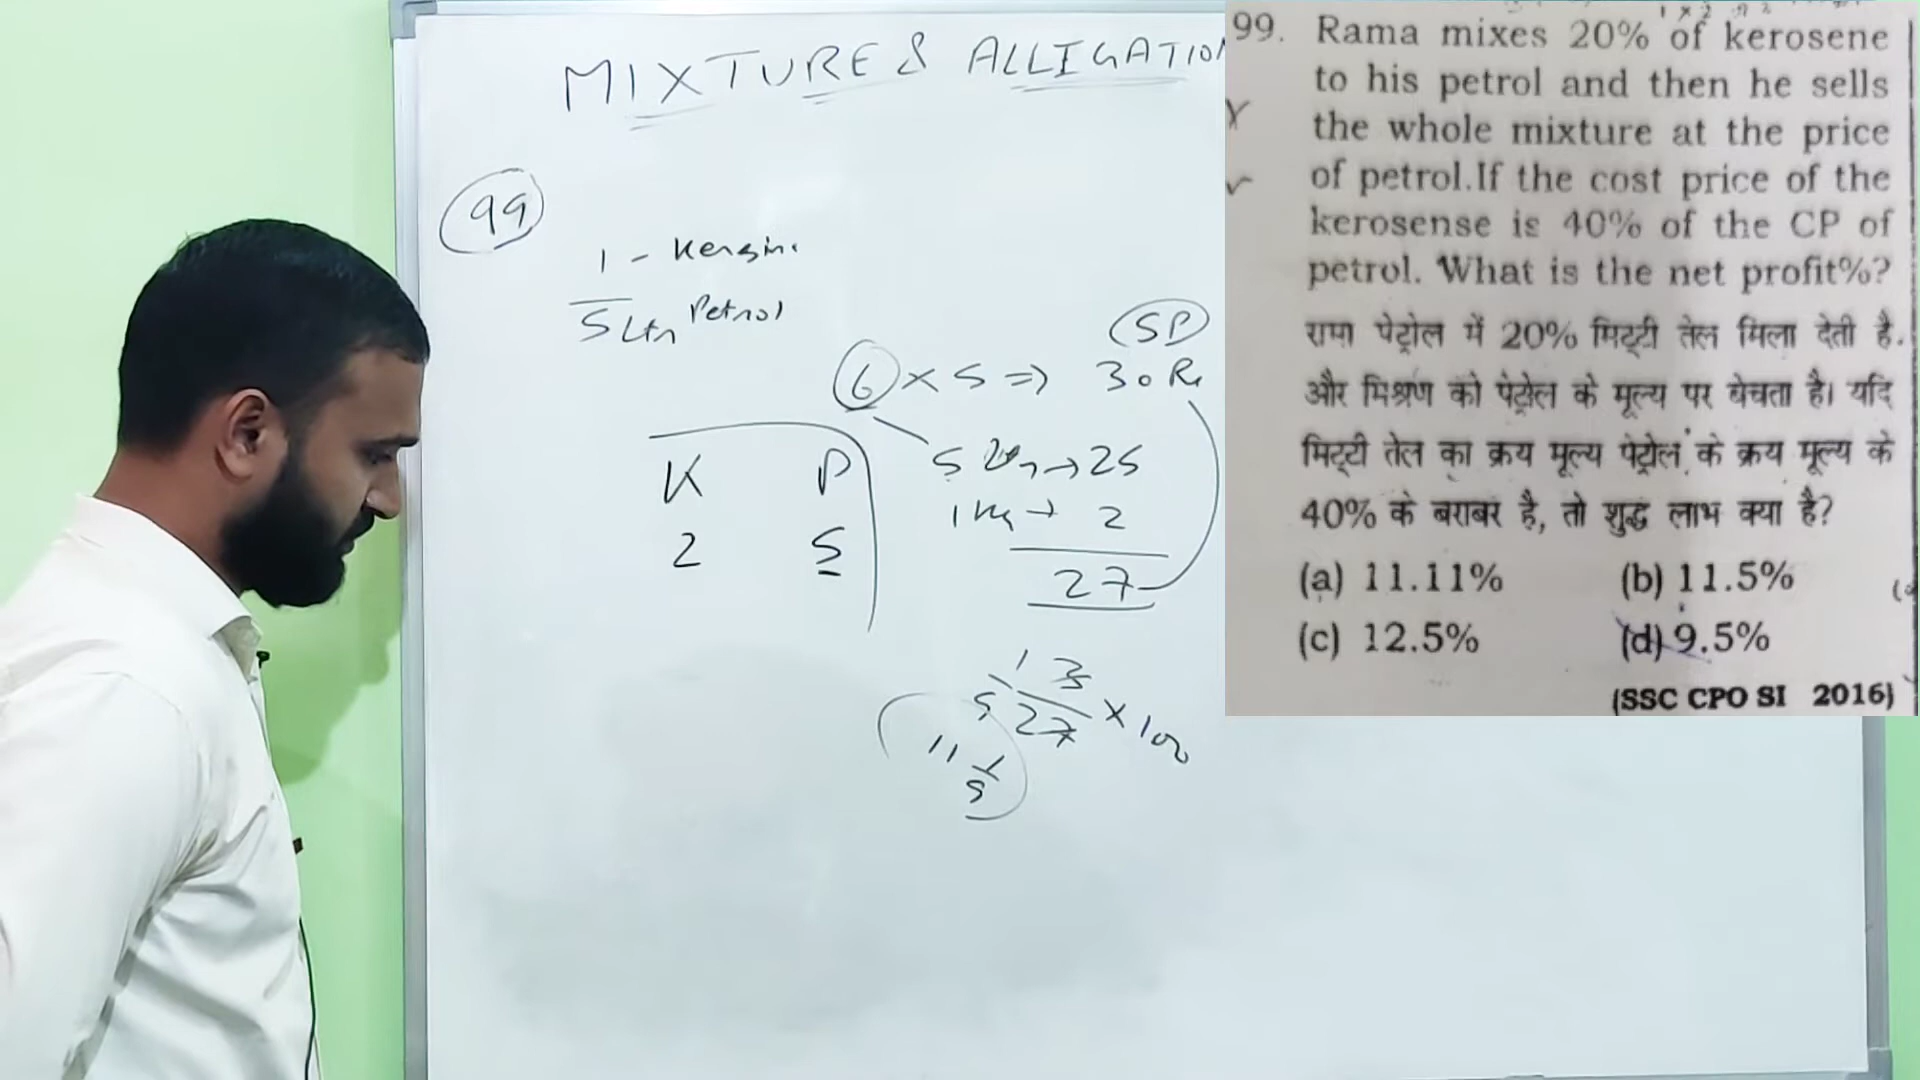 MIXTURE & ALLIGATION
99
1 - Kerosin.
5 Ltr Petrol
SP
6 × 5 ⇒ 30 Rs
K P
2 5
5 Ltr → 25
→ 2
27
1 3
9 27 × 100
11 1/9
99. Rama mixes 20% of kerosene
to his petrol and then he sells
the whole mixture at the price
of petrol.If the cost price of the
kerosense is 40% of the CP of
petrol. What is the net profit%?
रामा पेट्रोल में 20% मिट्टी तेल मिला देती है.
और मिश्रण को पेट्रोल के मूल्य पर बेचता है। यदि
मिट्टी तेल का क्रय मूल्य पेट्रोल के क्रय मूल्य के
40% के बराबर है, तो शुद्ध लाभ क्या है?
(a) 11.11% (b) 11.5%
(c) 12.5% (d) 9.5%
(SSC CPO SI 2016)